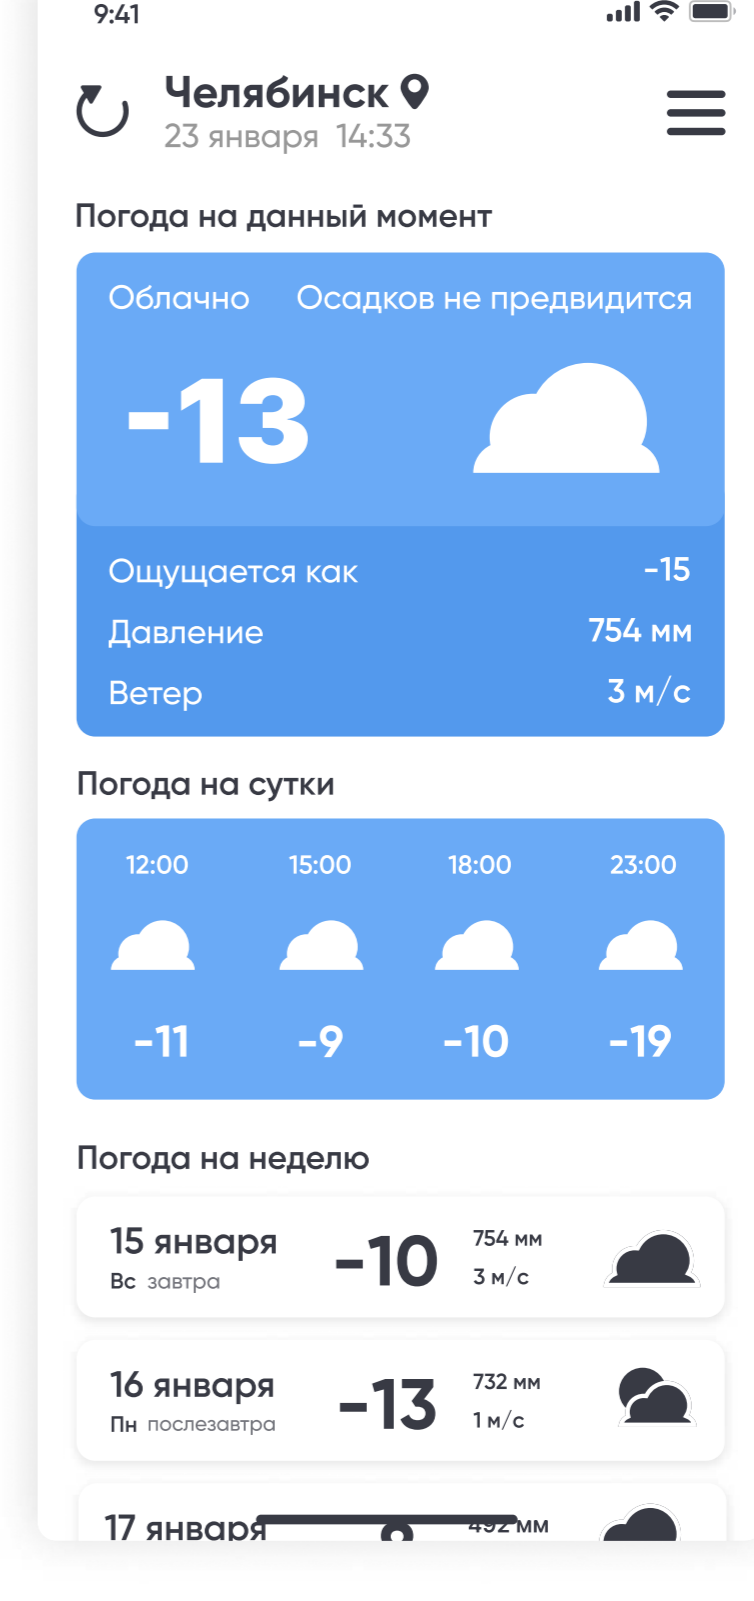 9:41
Челябинск
23 января 14:33
Погода на данный момент
Облачно Осадков не предвидится
-13
Ощущается как -15
Давление 754 мм
Ветер 3 м/с
Погода на сутки
12:00 15:00 18:00 23:00
-11 -9 -10 -19
Погода на неделю
15 января -10 754 мм
Вс завтра 3 м/с
16 января -13 732 мм
Пн послезавтра 1 м/с
17 января 492 мм